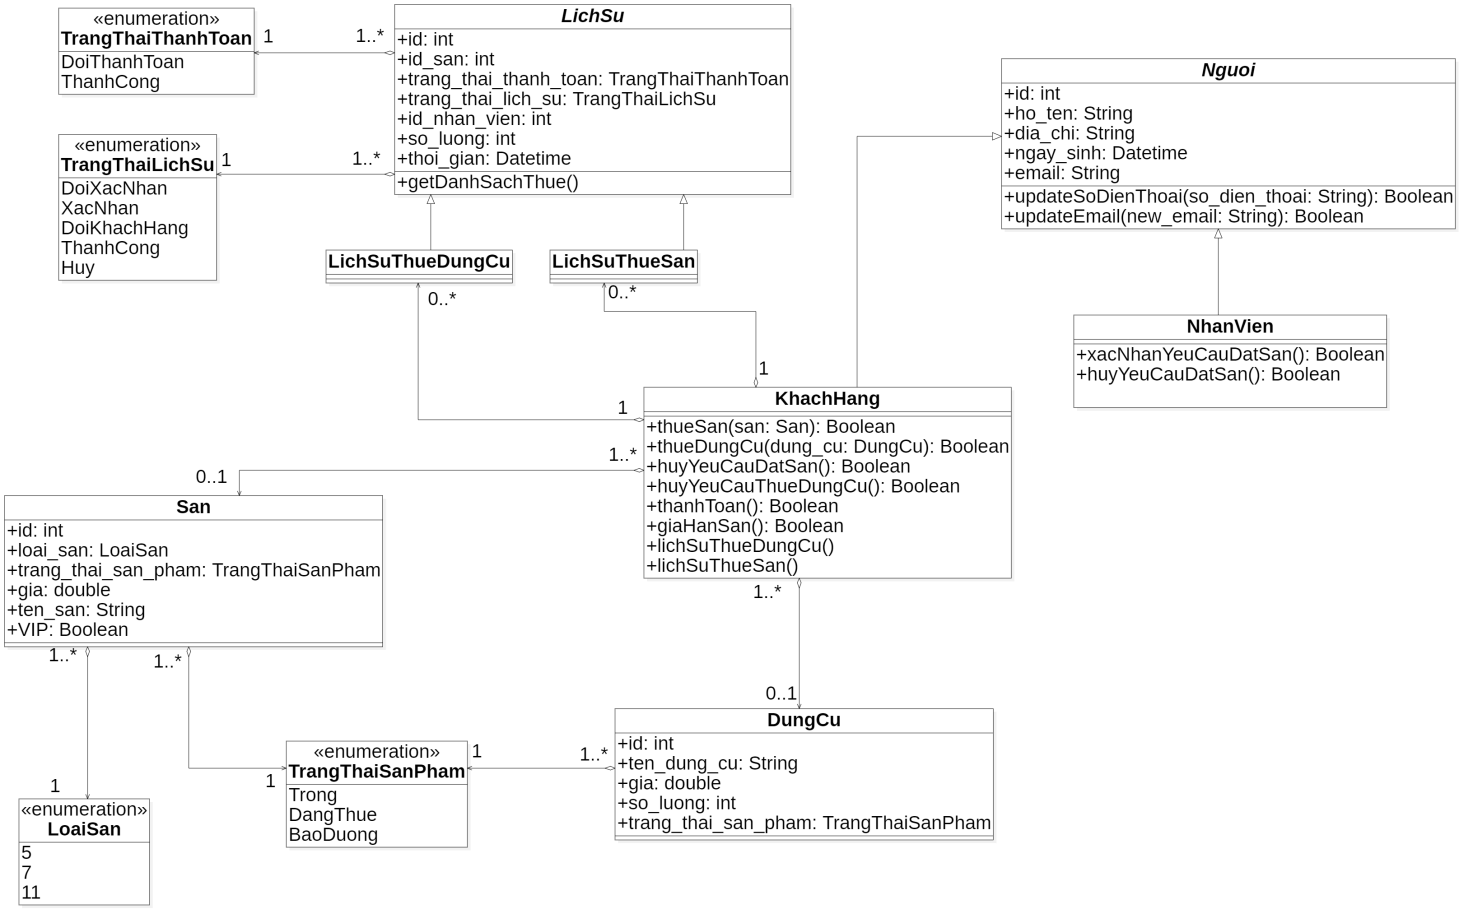 «enumeration»
TrangThaiThanhToan
DoiThanhToan
ThanhCong
1
1..*
LichSu
+id: int
+id_san: int
+trang_thai_thanh_toan: TrangThaiThanhToan
+trang_thai_lich_su: TrangThaiLichSu
+id_nhan_vien: int
+so_luong: int
+thoi_gian: Datetime
+getDanhSachThue()
«enumeration»
TrangThaiLichSu
DoiXacNhan
XacNhan
DoiKhachHang
ThanhCong
Huy
1
1..*
Nguoi
+id: int
+ho_ten: String
+dia_chi: String
+ngay_sinh: Datetime
+email: String
+updateSoDienThoai(so_dien_thoai: String): Boolean
+updateEmail(new_email: String): Boolean
LichSuThueDungCu
0..*
LichSuThueSan
0..*
NhanVien
+xacNhanYeuCauDatSan(): Boolean
+huyYeuCauDatSan(): Boolean
1
1
1..*
KhachHang
+thueSan(san: San): Boolean
+thueDungCu(dung_cu: DungCu): Boolean
+huyYeuCauDatSan(): Boolean
+huyYeuCauThueDungCu(): Boolean
+thanhToan(): Boolean
+giaHanSan(): Boolean
+lichSuThueDungCu()
+lichSuThueSan()
1..*
0..1
0..1
San
+id: int
+loai_san: LoaiSan
+trang_thai_san_pham: TrangThaiSanPham
+gia: double
+ten_san: String
+VIP: Boolean
1..*
1..*
1
1
«enumeration»
LoaiSan
5
7
11
«enumeration»
TrangThaiSanPham
Trong
DangThue
BaoDuong
1
1..*
DungCu
+id: int
+ten_dung_cu: String
+gia: double
+so_luong: int
+trang_thai_san_pham: TrangThaiSanPham